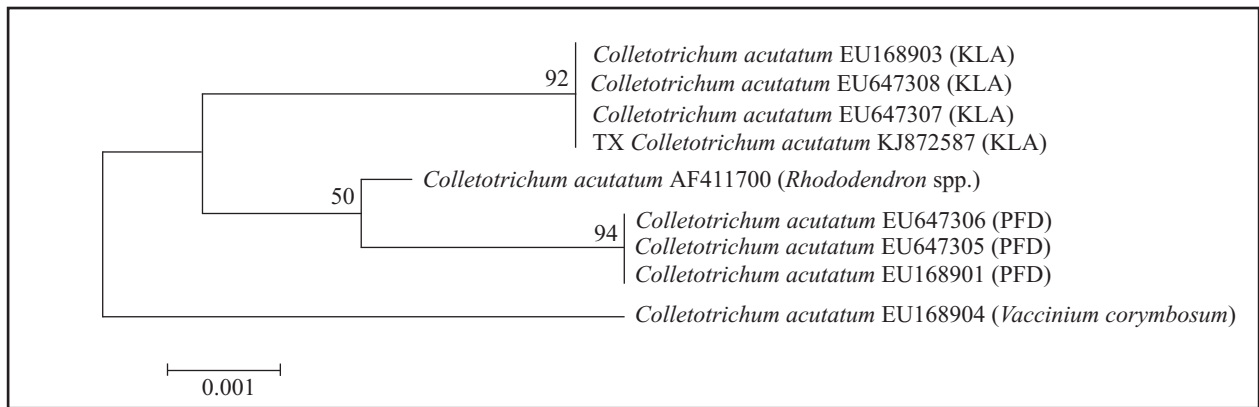 Colletotrichum acutatum EU168903 (KLA)
92
Colletotrichum acutatum EU647308 (KLA)
Colletotrichum acutatum EU647307 (KLA)
TX Colletotrichum acutatum KJ872587 (KLA)
Colletotrichum acutatum AF411700 (Rhododendron spp.)
50
Colletotrichum acutatum EU647306 (PFD)
94
Colletotrichum acutatum EU647305 (PFD)
Colletotrichum acutatum EU168901 (PFD)
Colletotrichum acutatum EU168904 (Vaccinium corymbosum)
0.001